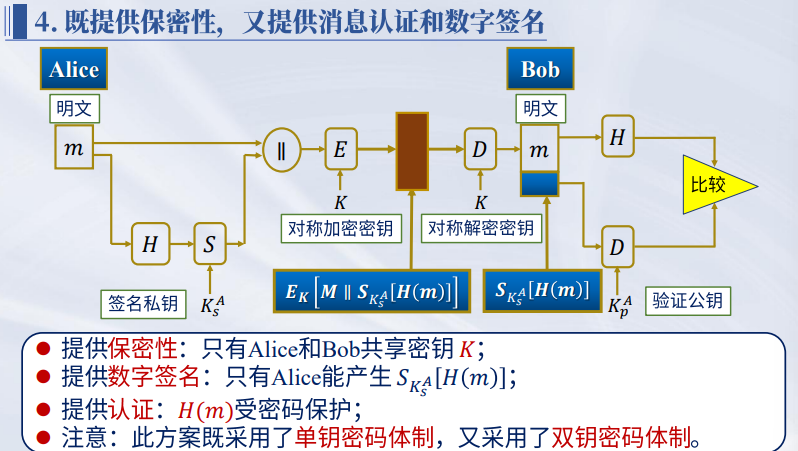 4. 既提供保密性，又提供消息认证和数字签名
Alice
Bob
明文
明文
m
||
E
D
m
H
比较
K
K
对称加密密钥
对称解密密钥
H
S
D
E_K[M || S_{K_s^A}[H(m)]]
S_{K_s^A}[H(m)]
签名私钥
K_s^A
K_p^A
验证公钥
● 提供保密性：只有Alice和Bob共享密钥 K；
● 提供数字签名：只有Alice能产生 S_{K_s^A}[H(m)]；
● 提供认证：H(m)受密码保护；
● 注意：此方案既采用了单钥密码体制，又采用了双钥密码体制。